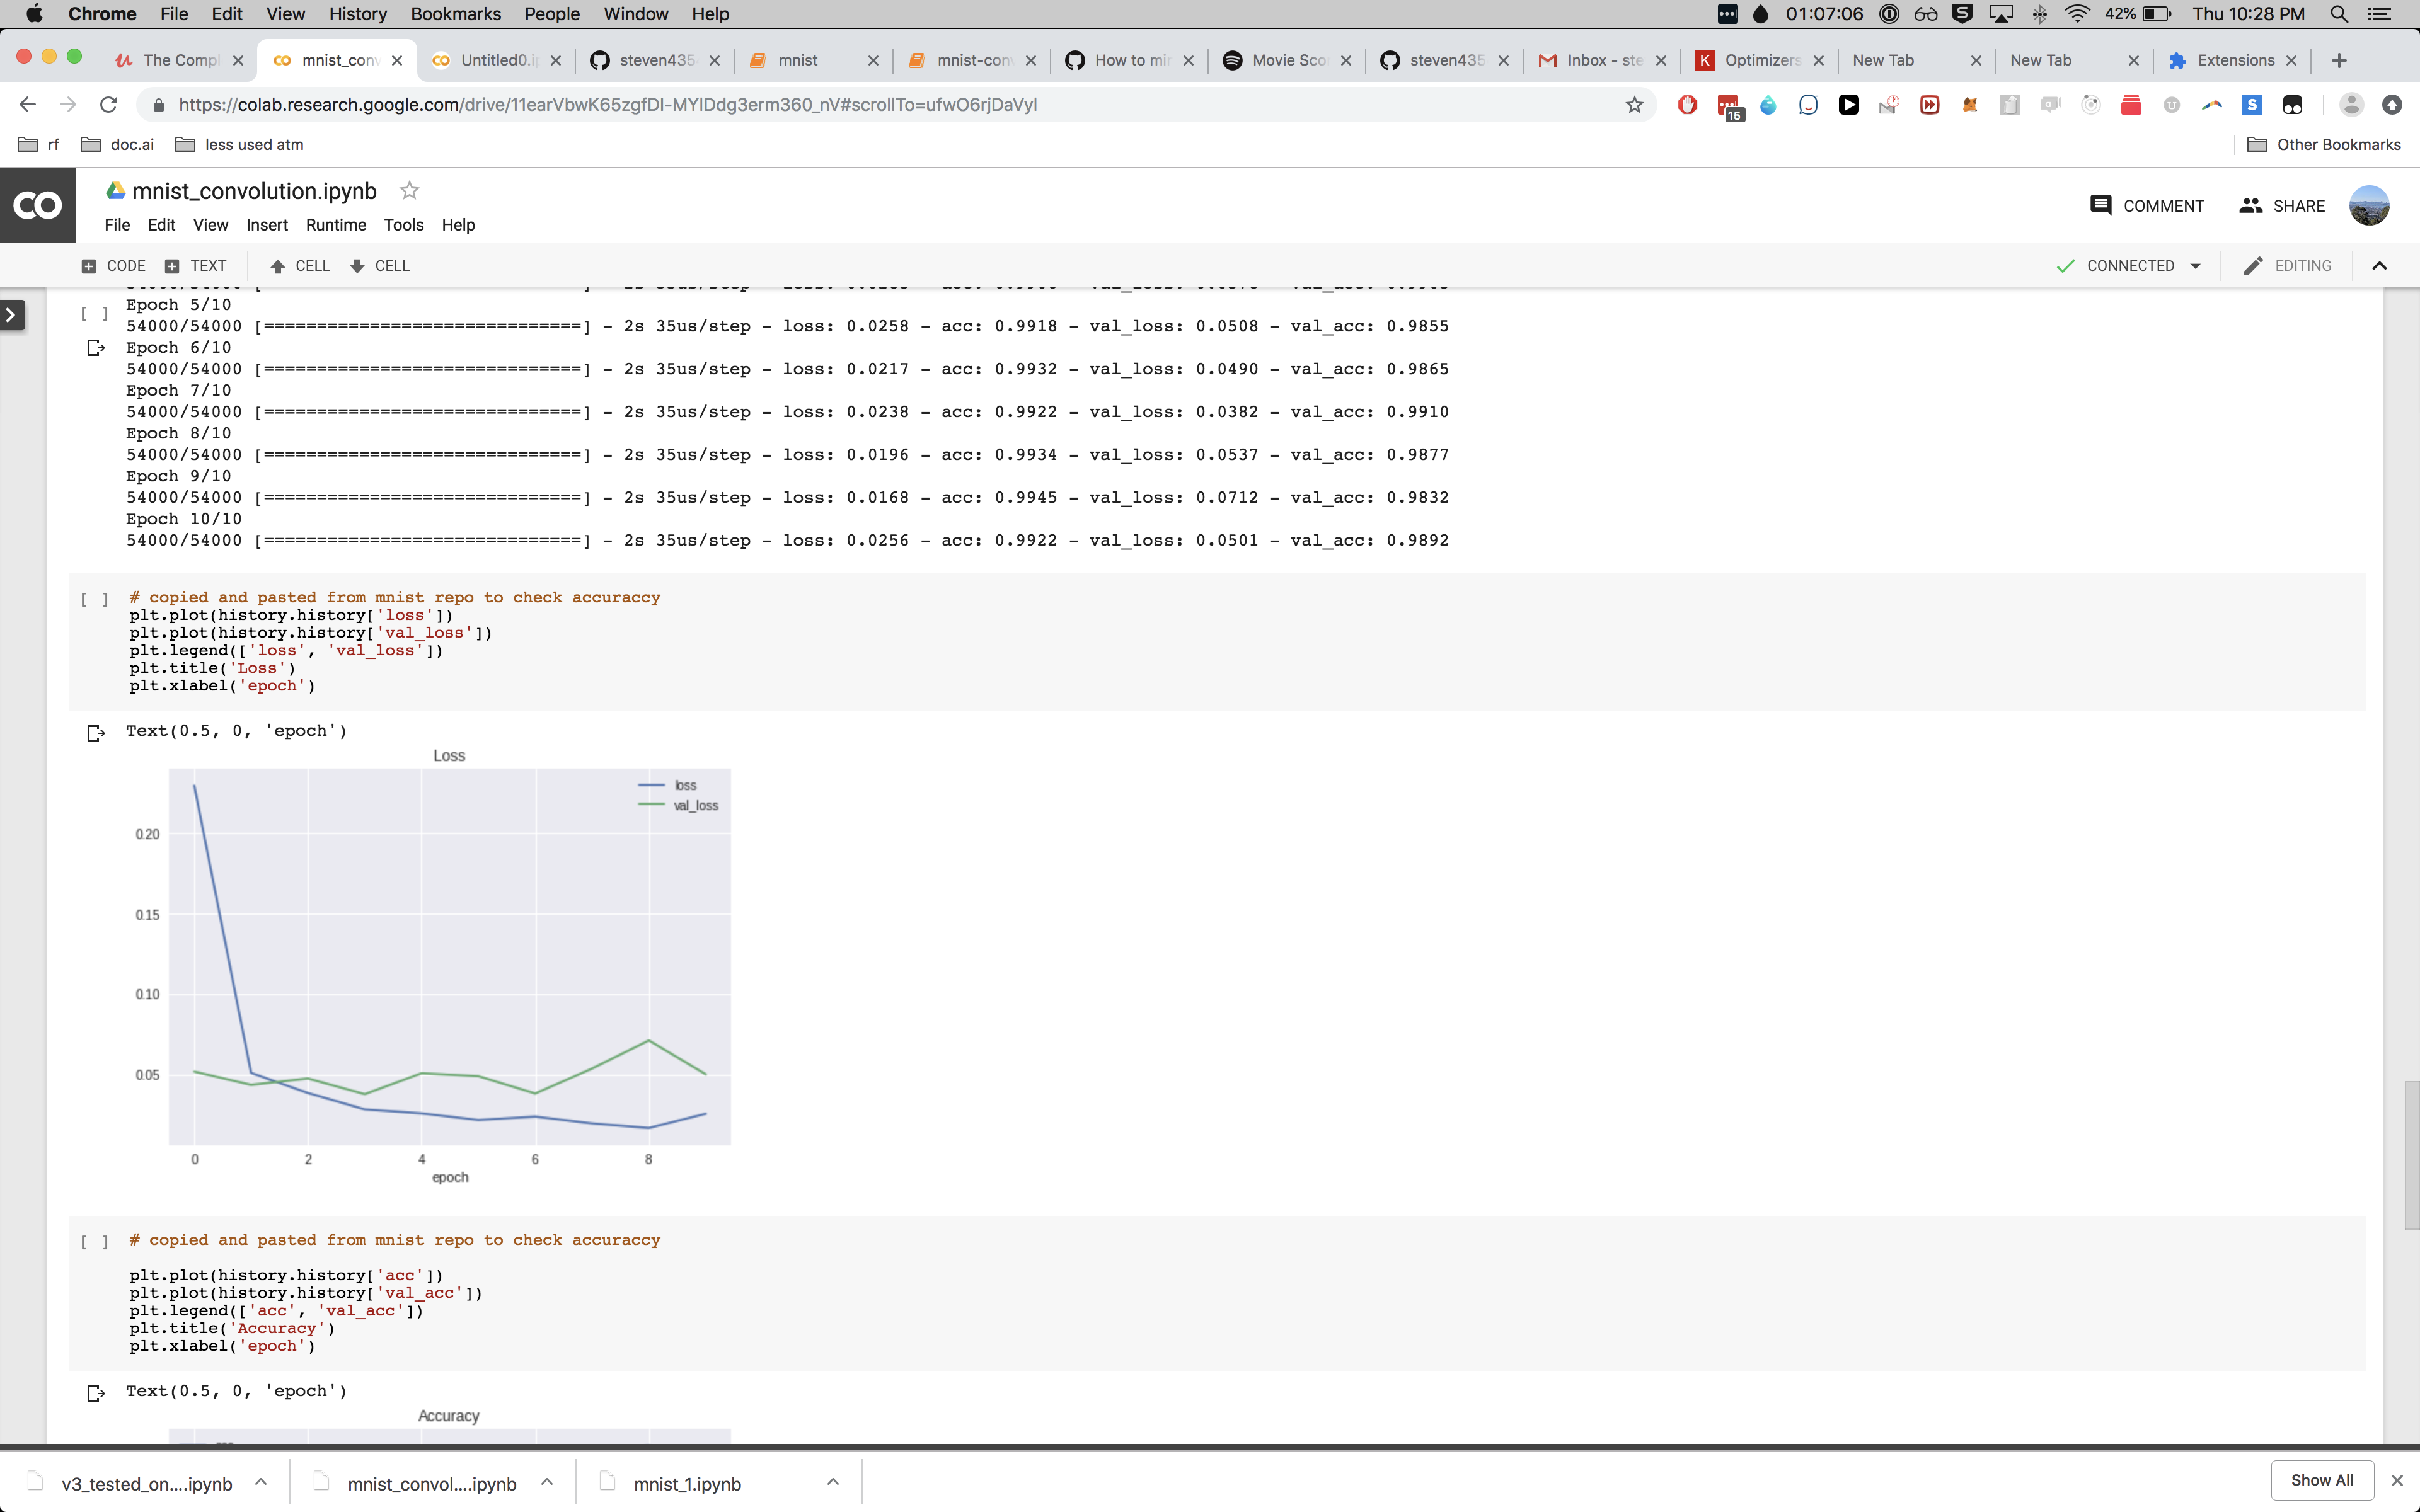 Chrome File Edit View History Bookmarks People Window Help 01:07:06 42% Thu 10:28 PM
The Compl mnist_conv Untitled0.i steven435 mnist mnist-con How to mir Movie Sco steven435 Inbox - ste Optimizers New Tab New Tab Extensions
https://colab.research.google.com/drive/11earVbwK65zgfDI-MYlDdg3erm360_nV#scrollTo=ufwO6rjDaVyl 15
rf doc.ai less used atm Other Bookmarks
CO mnist_convolution.ipynb COMMENT SHARE
File Edit View Insert Runtime Tools Help
CODE TEXT CELL CELL CONNECTED EDITING
[ ] Epoch 5/10
54000/54000 [==============================] - 2s 35us/step - loss: 0.0258 - acc: 0.9918 - val_loss: 0.0508 - val_acc: 0.9855
Epoch 6/10
54000/54000 [==============================] - 2s 35us/step - loss: 0.0217 - acc: 0.9932 - val_loss: 0.0490 - val_acc: 0.9865
Epoch 7/10
54000/54000 [==============================] - 2s 35us/step - loss: 0.0238 - acc: 0.9922 - val_loss: 0.0382 - val_acc: 0.9910
Epoch 8/10
54000/54000 [==============================] - 2s 35us/step - loss: 0.0196 - acc: 0.9934 - val_loss: 0.0537 - val_acc: 0.9877
Epoch 9/10
54000/54000 [==============================] - 2s 35us/step - loss: 0.0168 - acc: 0.9945 - val_loss: 0.0712 - val_acc: 0.9832
Epoch 10/10
54000/54000 [==============================] - 2s 35us/step - loss: 0.0256 - acc: 0.9922 - val_loss: 0.0501 - val_acc: 0.9892
[ ] # copied and pasted from mnist repo to check accuraccy
plt.plot(history.history['loss'])
plt.plot(history.history['val_loss'])
plt.legend(['loss', 'val_loss'])
plt.title('Loss')
plt.xlabel('epoch')
Text(0.5, 0, 'epoch')
Loss
loss
val_loss
0.20
0.15
0.10
0.05
0 2 4 6 8
epoch
[ ] # copied and pasted from mnist repo to check accuraccy
plt.plot(history.history['acc'])
plt.plot(history.history['val_acc'])
plt.legend(['acc', 'val_acc'])
plt.title('Accuracy')
plt.xlabel('epoch')
Text(0.5, 0, 'epoch')
Accuracy
v3_tested_on....ipynb mnist_convol....ipynb mnist_1.ipynb Show All